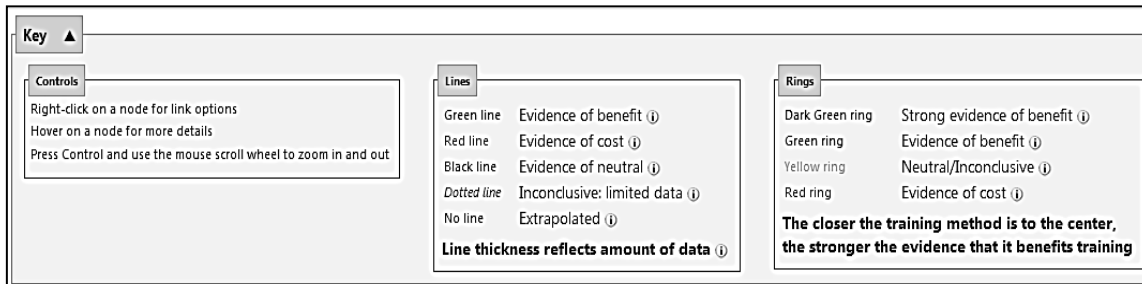 Key ▲
Controls
Right-click on a node for link options
Hover on a node for more details
Press Control and use the mouse scroll wheel to zoom in and out
Lines
Green line Evidence of benefit ⓘ
Red line Evidence of cost ⓘ
Black line Evidence of neutral ⓘ
Dotted line Inconclusive: limited data ⓘ
No line Extrapolated ⓘ
Line thickness reflects amount of data ⓘ
Rings
Dark Green ring Strong evidence of benefit ⓘ
Green ring Evidence of benefit ⓘ
Yellow ring Neutral/Inconclusive ⓘ
Red ring Evidence of cost ⓘ
The closer the training method is to the center,
the stronger the evidence that it benefits training